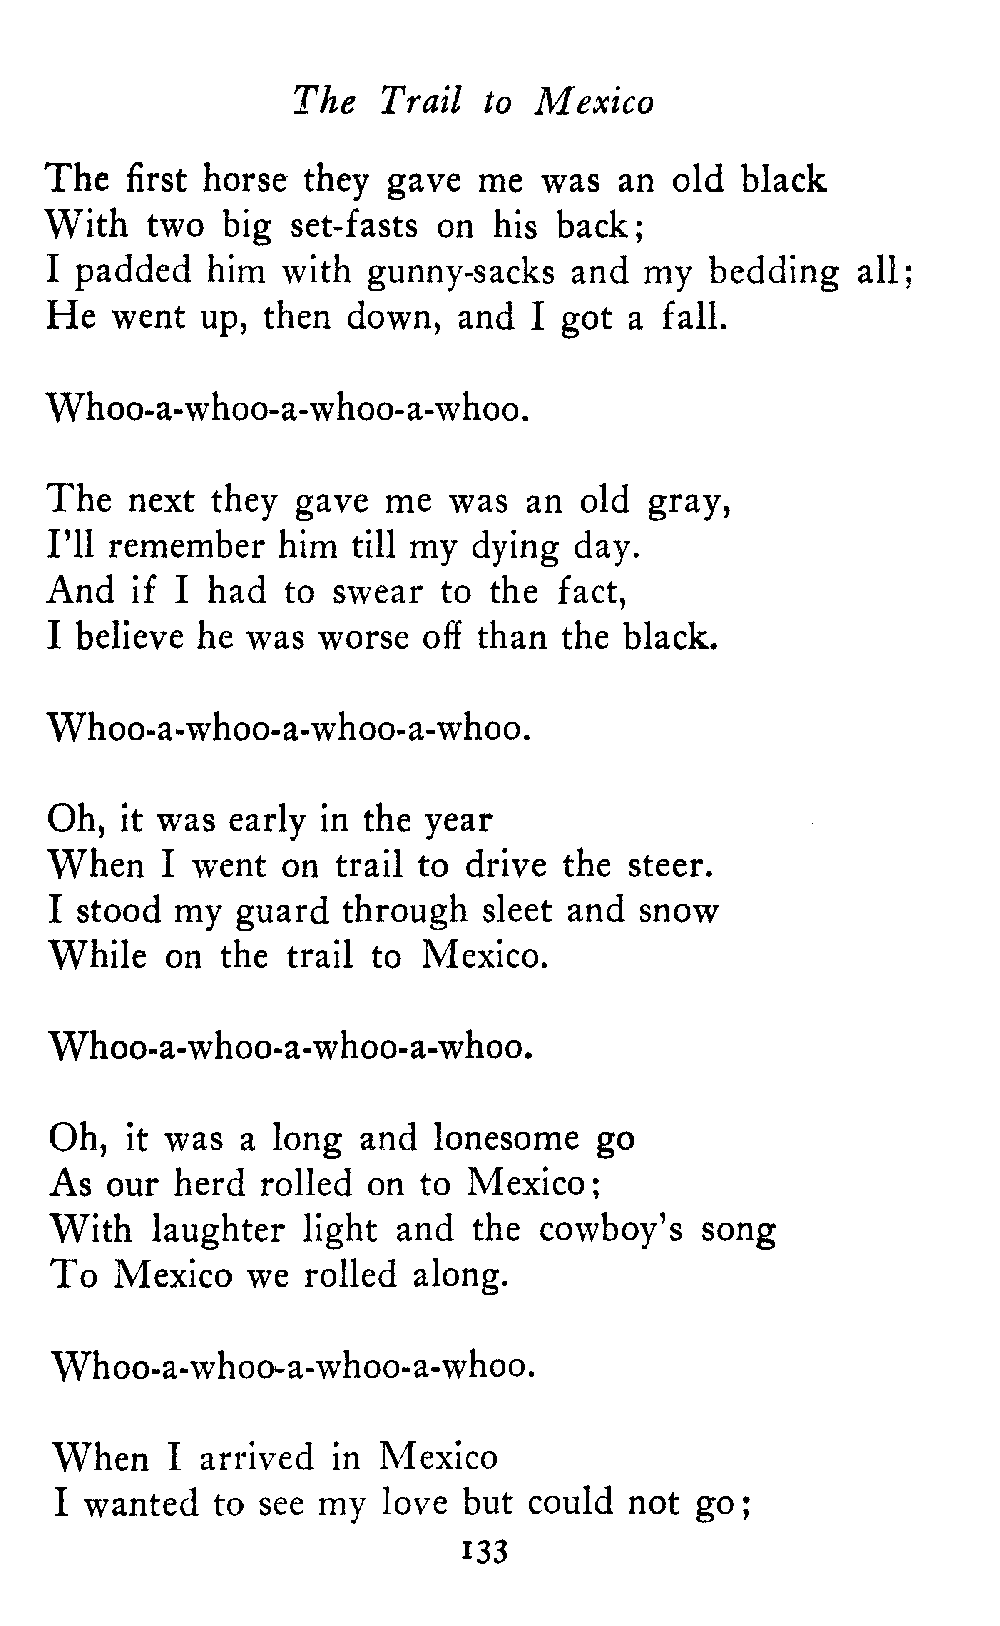 The Trail to Mexico
The first horse they gave me was an old black
With two big set-fasts on his back;
I padded him with gunny-sacks and my bedding all;
He went up, then down, and I got a fall.
Whoo-a-whoo-a-whoo-a-whoo.
The next they gave me was an old gray,
I'll remember him till my dying day.
And if I had to swear to the fact,
I believe he was worse off than the black.
Whoo-a-whoo-a-whoo-a-whoo.
Oh, it was early in the year
When I went on trail to drive the steer.
I stood my guard through sleet and snow
While on the trail to Mexico.
Whoo-a-whoo-a-whoo-a-whoo.
Oh, it was a long and lonesome go
As our herd rolled on to Mexico;
With laughter light and the cowboy's song
To Mexico we rolled along.
Whoo-a-whoo-a-whoo-a-whoo.
When I arrived in Mexico
I wanted to see my love but could not go;
133